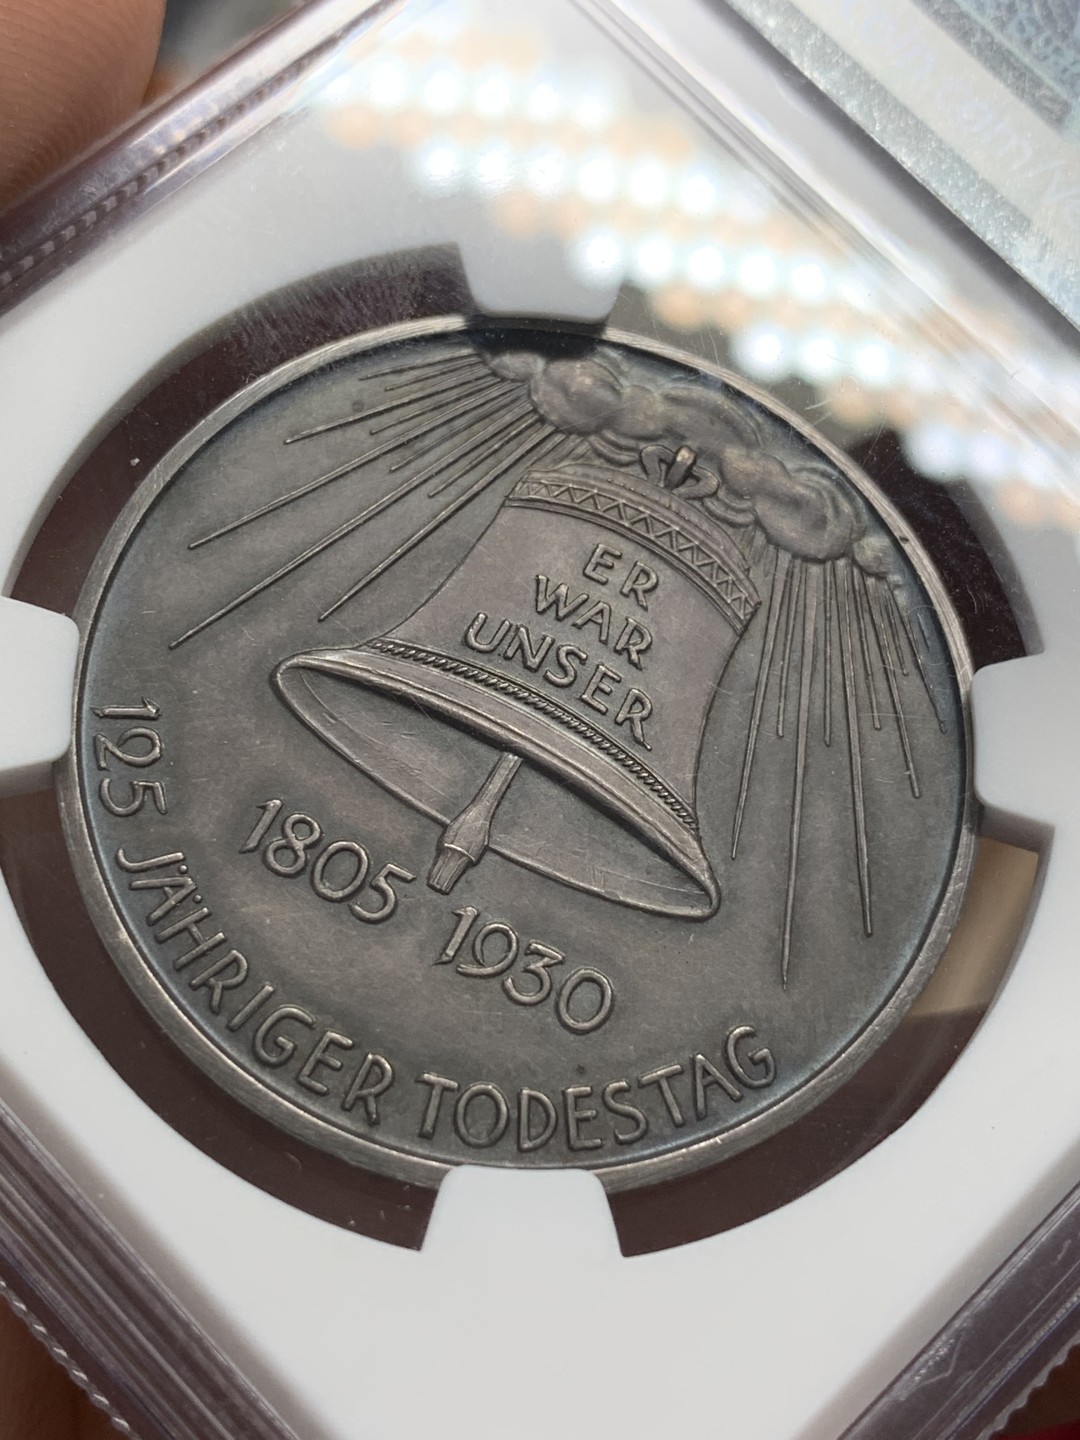 ER
WAR
UNSER
1805 1930
125 JÄHRIGER TODESTAG